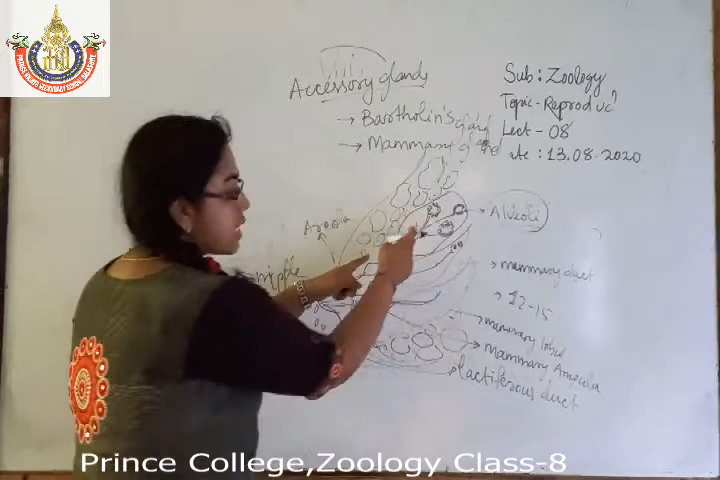 Accessory glands
→ Bartholin's gland
→ Mammary gland
Sub : Zoology
Topic - Reproduc
Lect - 08
ate : 13.08.2020
Alveoli
Areola
nipple
mammary duct
12-15
mammary lobe
Mammary Ampulla
lactiferous duct
Prince College,Zoology Class-8